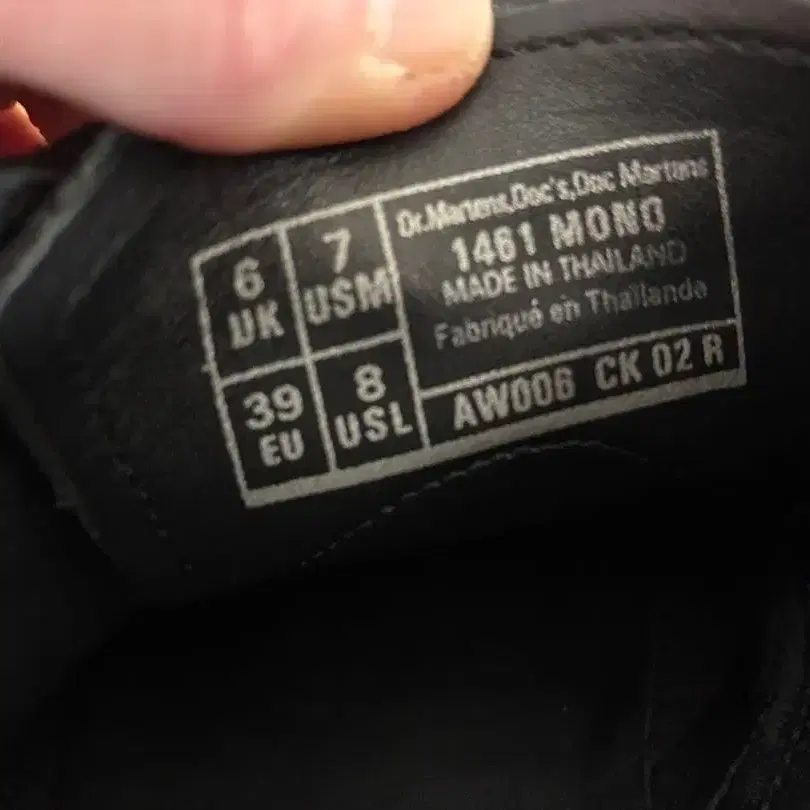 6 UK
7 USM
39 EU
8 USL
Dr.Martens,Doc's,Doc Martens
1461 MONO
MADE IN THAILAND
Fabriqué en Thaïlande
AW006 CK 02 R